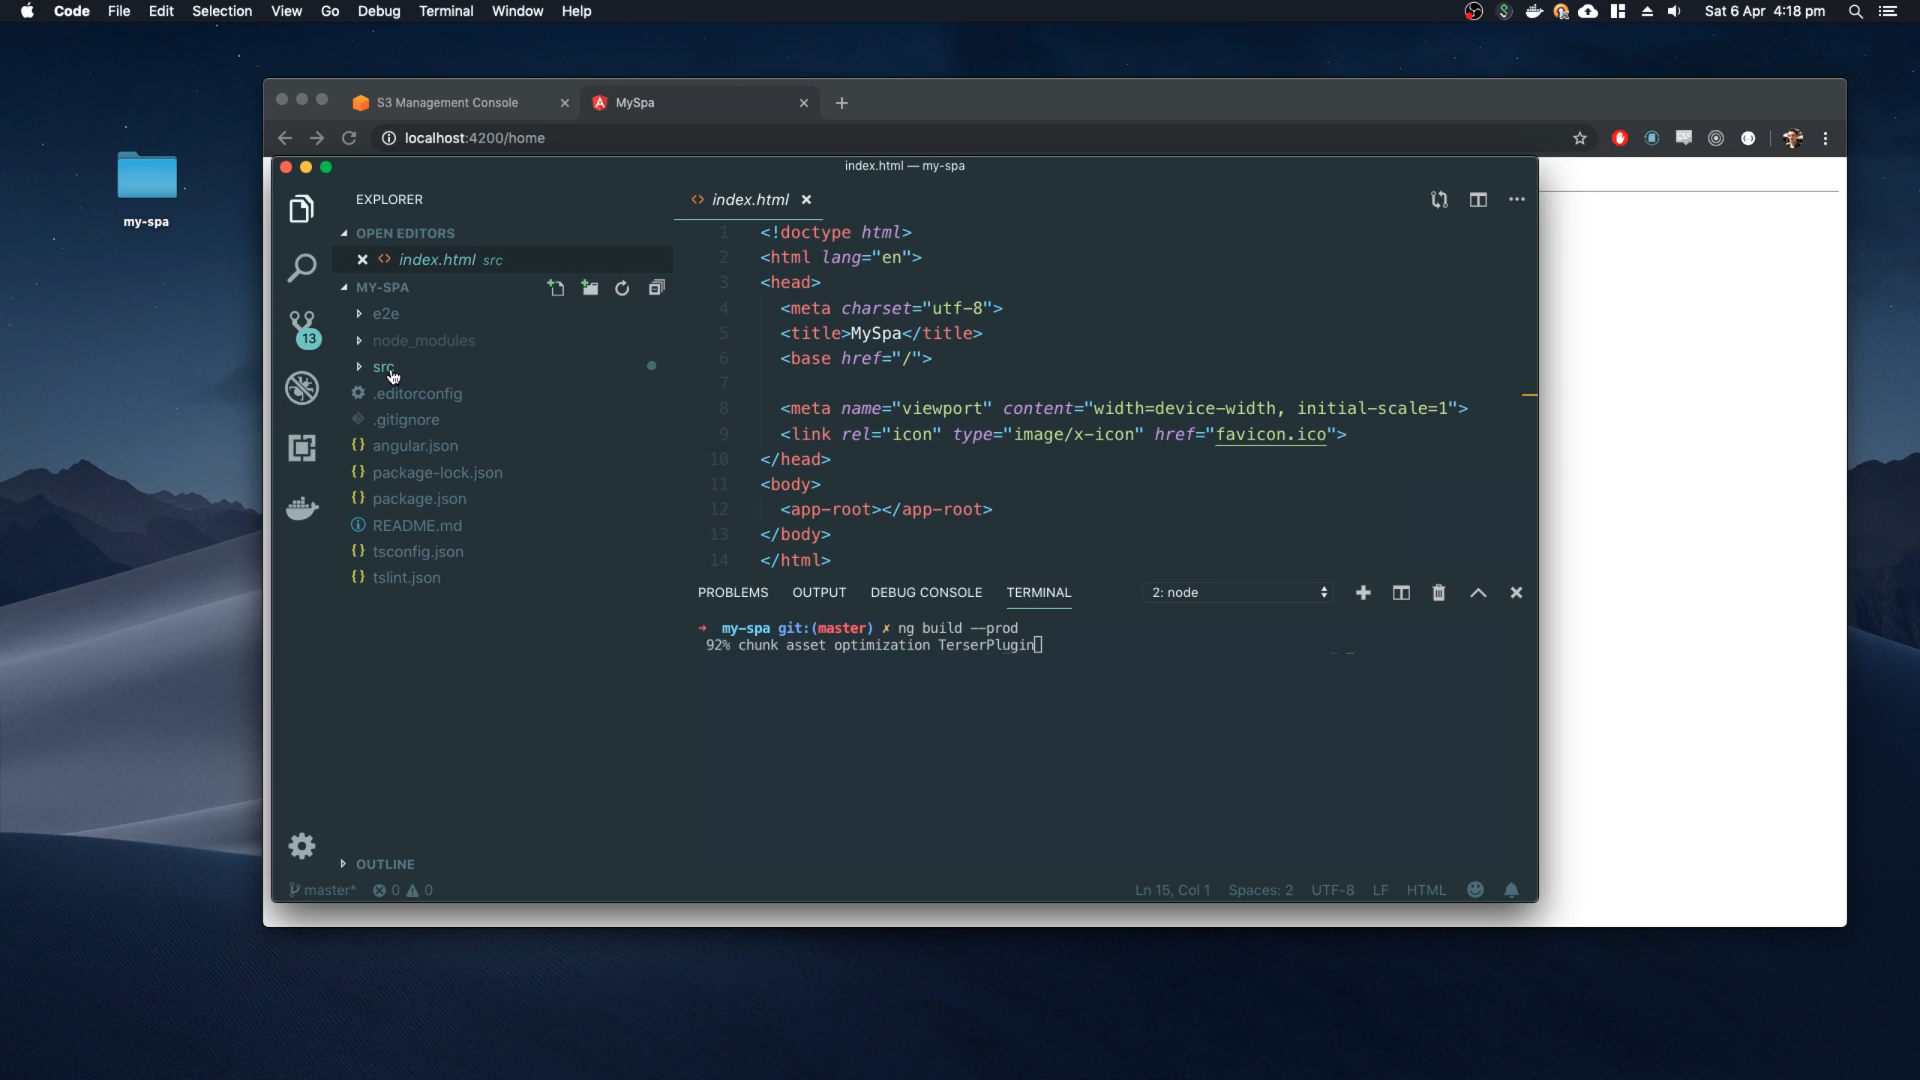 Code File Edit Selection View Go Debug Terminal Window Help
Sat 6 Apr 4:18 pm
S3 Management Console
MySpa
localhost:4200/home
my-spa
index.html — my-spa
EXPLORER
OPEN EDITORS
index.html src
MY-SPA
e2e
node_modules
src
.editorconfig
.gitignore
angular.json
package-lock.json
package.json
README.md
tsconfig.json
tslint.json
OUTLINE
13
index.html
1 <!doctype html>
2 <html lang="en">
3 <head>
4 <meta charset="utf-8">
5 <title>MySpa</title>
6 <base href="/">
7
8 <meta name="viewport" content="width=device-width, initial-scale=1">
9 <link rel="icon" type="image/x-icon" href="favicon.ico">
10 </head>
11 <body>
12 <app-root></app-root>
13 </body>
14 </html>
PROBLEMS OUTPUT DEBUG CONSOLE TERMINAL 2: node
➜ my-spa git:(master) ✗ ng build --prod
92% chunk asset optimization TerserPlugin
master* 0 0 Ln 15, Col 1 Spaces: 2 UTF-8 LF HTML